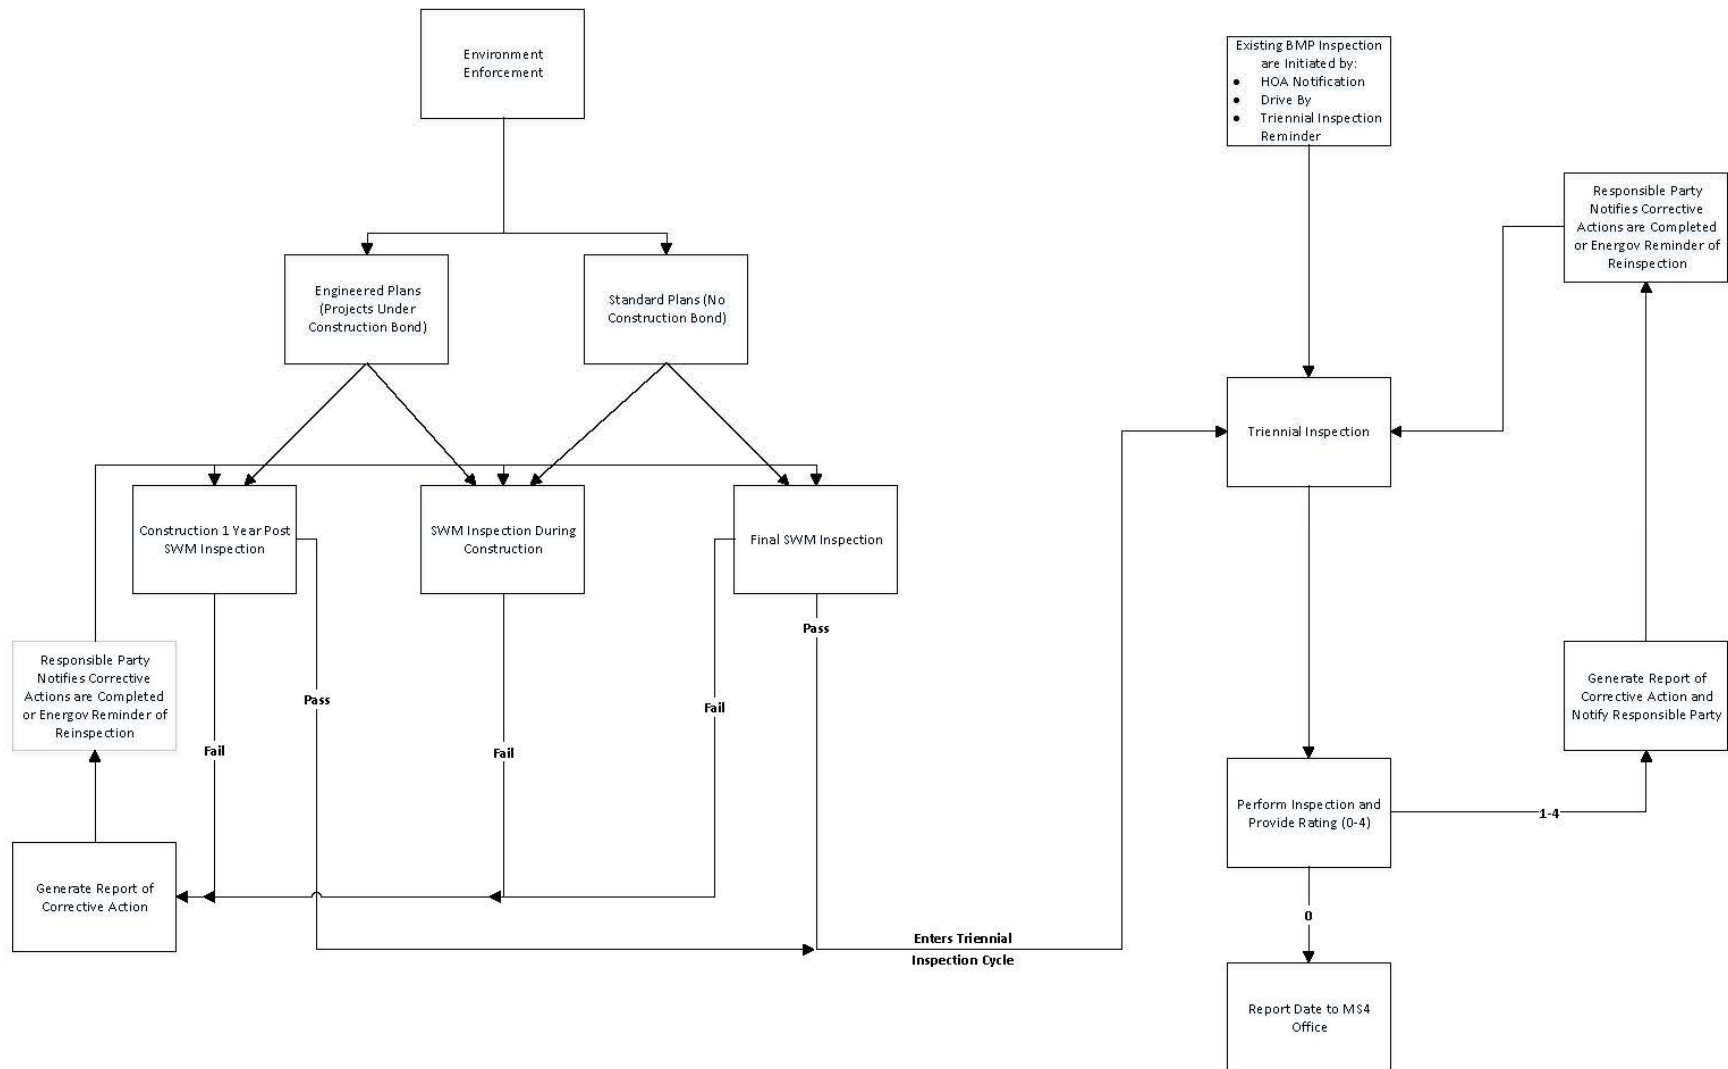 Environment
Enforcement
Existing BMP Inspection
are Initiated by:
● HOA Notification
● Drive By
● Triennial Inspection
Reminder
Responsible Party
Notifies Corrective
Actions are Completed
or Energov Reminder of
Reinspection
Engineered Plans
(Projects Under
Construction Bond)
Standard Plans (No
Construction Bond)
Triennial Inspection
Construction 1 Year Post
SWM Inspection
SWM Inspection During
Construction
Final SWM Inspection
Pass
Responsible Party
Notifies Corrective
Actions are Completed
or Energov Reminder of
Reinspection
Pass
Fail
Fail
Fail
Generate Report of
Corrective Action and
Notify Responsible Party
Perform Inspection and
Provide Rating (0-4)
1-4
Generate Report of
Corrective Action
0
Enters Triennial
Inspection Cycle
Report Date to MS4
Office